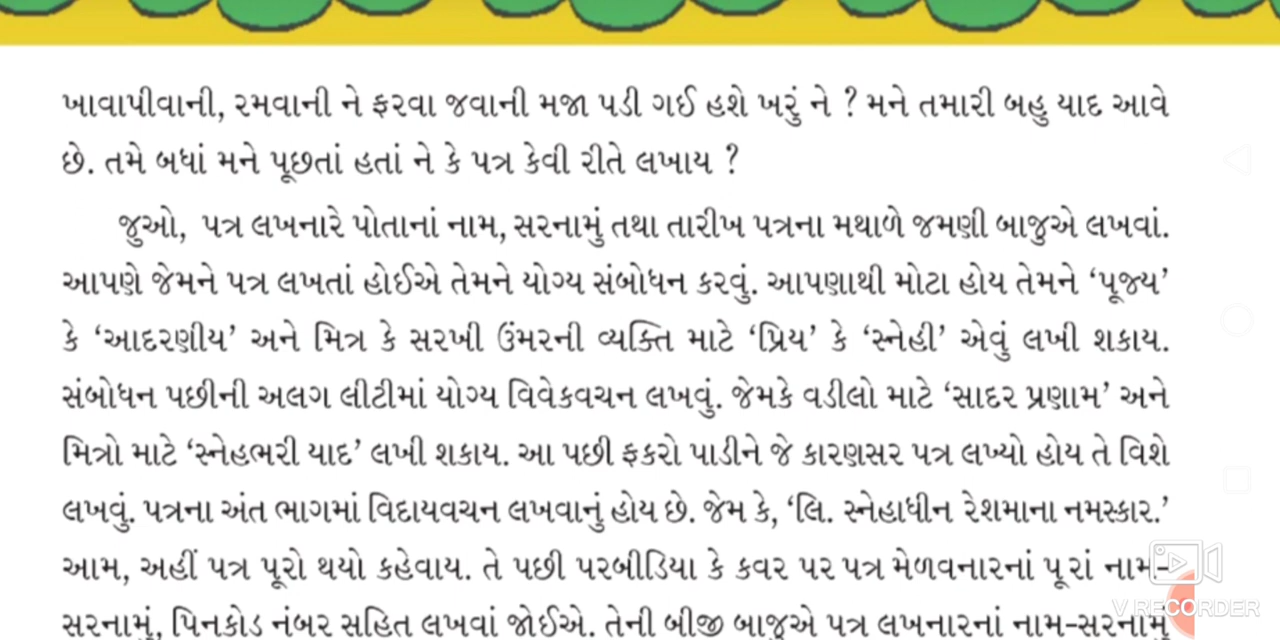 ખાવાપીવાની, રમવાની ને ફરવા જવાની મજા પડી ગઈ હશે ખરું ને ? મને તમારી બહુ યાદ આવે
છે. તમે બધાં મને પૂછતાં હતાં ને કે પત્ર કેવી રીતે લખાય ?
જુઓ, પત્ર લખનારે પોતાનાં નામ, સરનામું તથા તારીખ પત્રના મથાળે જમણી બાજુએ લખવાં.
આપણે જેમને પત્ર લખતાં હોઈએ તેમને યોગ્ય સંબોધન કરવું. આપણાથી મોટા હોય તેમને ‘પૂજ્ય’
કે ‘આદરણીય’ અને મિત્ર કે સરખી ઉંમરની વ્યક્તિ માટે ‘પ્રિય’ કે ‘સ્નેહી’ એવું લખી શકાય.
સંબોધન પછીની અલગ લીટીમાં યોગ્ય વિવેકવચન લખવું. જેમકે વડીલો માટે ‘સાદર પ્રણામ’ અને
મિત્રો માટે ‘સ્નેહભરી યાદ’ લખી શકાય. આ પછી ફકરો પાડીને જે કારણસર પત્ર લખ્યો હોય તે વિશે
લખવું. પત્રના અંત ભાગમાં વિદાયવચન લખવાનું હોય છે. જેમ કે, ‘લિ. સ્નેહાધીન રેશમાના નમસ્કાર.’
આમ, અહીં પત્ર પૂરો થયો કહેવાય. તે પછી પરબીડિયા કે કવર પર પત્ર મેળવનારનાં પૂરાં નામ-
સરનામું, પિનકોડ નંબર સહિત લખવાં જોઈએ. તેની બીજી બાજુએ પત્ર લખનારનાં નામ-સરનામું
V RECORDER